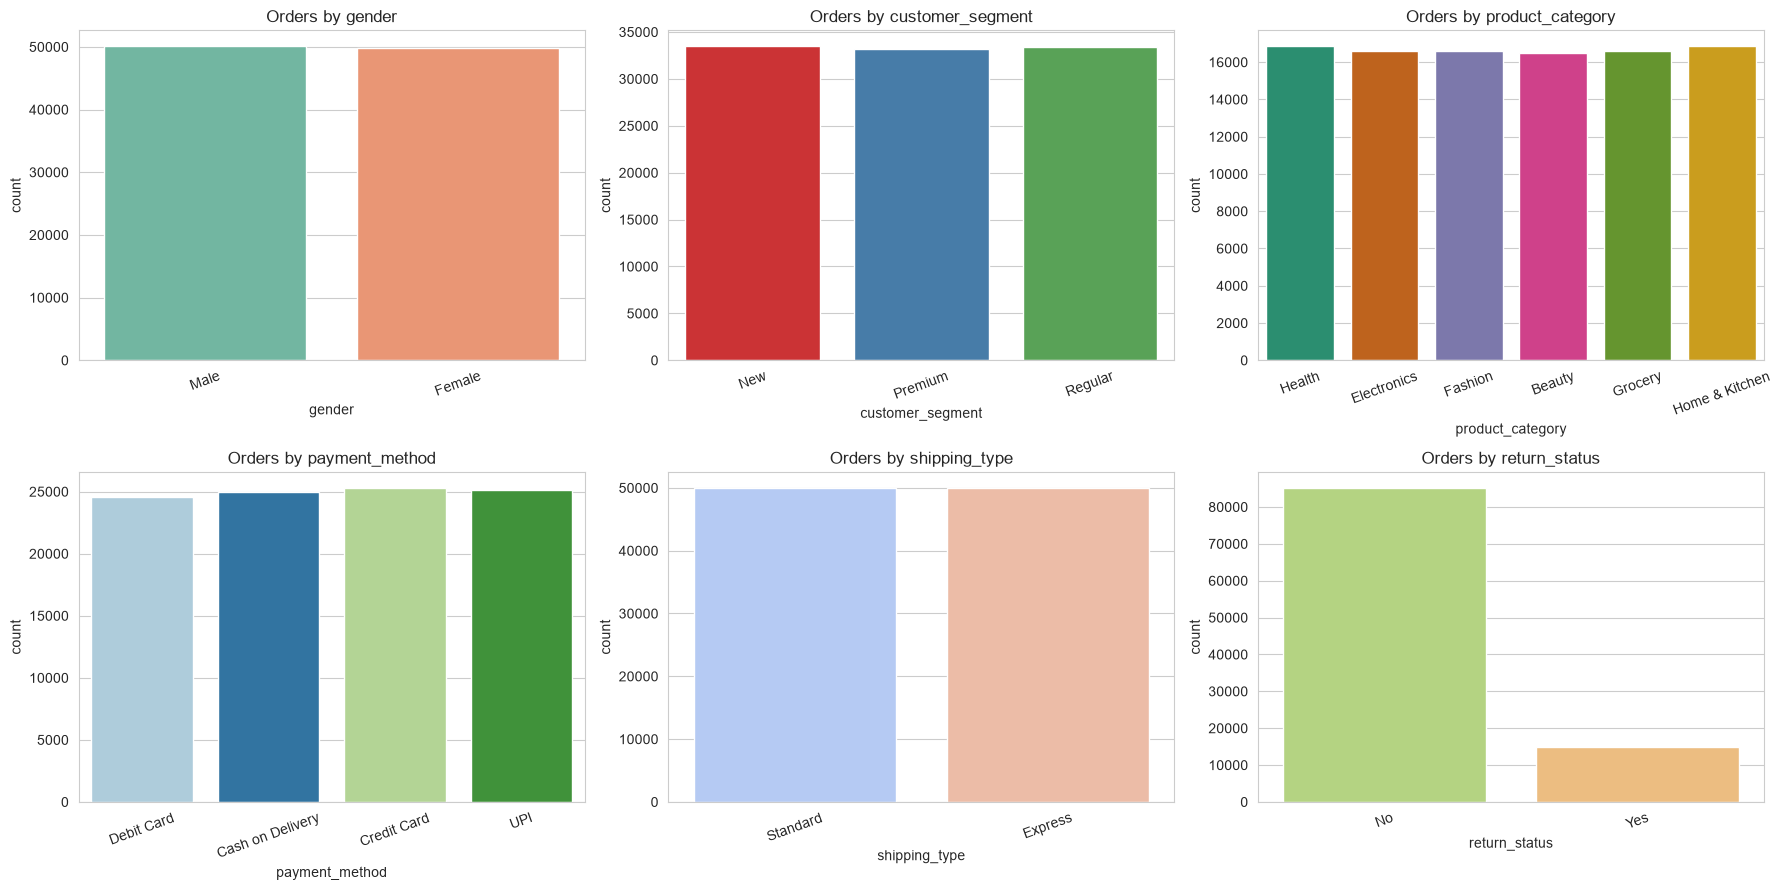 Orders by gender
50000
40000
30000
20000
10000
0
count
Male
Female
gender
Orders by customer_segment
35000
30000
25000
20000
15000
10000
5000
0
count
New
Premium
Regular
customer_segment
Orders by product_category
16000
14000
12000
10000
8000
6000
4000
2000
0
count
Health
Electronics
Fashion
Beauty
Grocery
Home & Kitchen
product_category
Orders by payment_method
25000
20000
15000
10000
5000
0
count
Debit Card
Cash on Delivery
Credit Card
UPI
payment_method
Orders by shipping_type
50000
40000
30000
20000
10000
0
count
Standard
Express
shipping_type
Orders by return_status
80000
70000
60000
50000
40000
30000
20000
10000
0
count
No
Yes
return_status